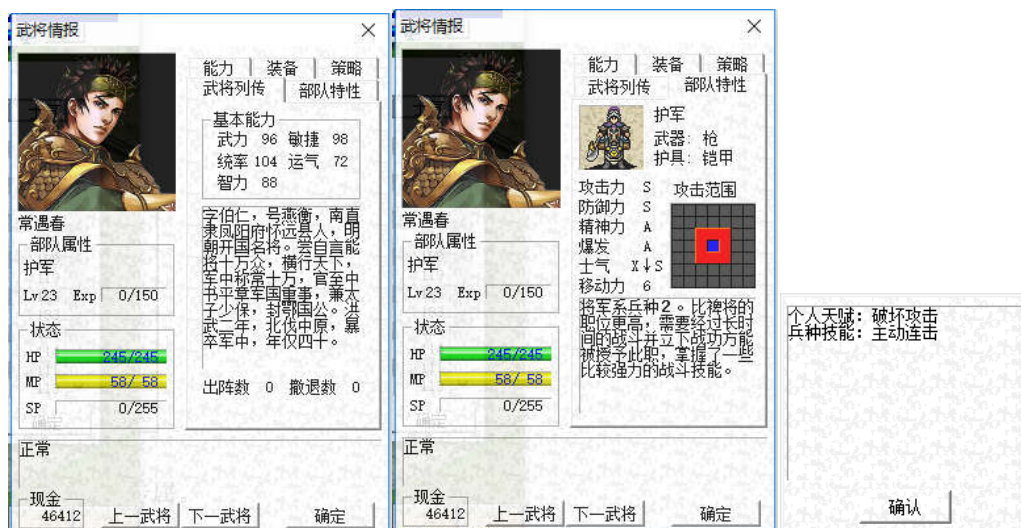 武将情报
能力 装备 策略
武将列传 部队特性
基本能力
武力 96 敏捷 98
统率 104 运气 72
智力 88
常遇春
部队属性
护军
Lv 23 Exp 0/150
状态
HP 245/245
MP 58/ 58
SP 0/255
字伯仁，号燕衡，南直
隶凤阳府怀远县人，明
朝开国名将。尝自言能
将十万众，横行天下，
军中称常十万，官至中
书平章军国重事，兼太
子少保，封鄂国公。洪
武二年，北伐中原，暴
卒军中，年仅四十。
出阵数 0 撤退数 0
正常
现金
46412
上一武将 下一武将 确定
武将情报
能力 装备 策略
武将列传 部队特性
护军
武器：枪
护具：铠甲
攻击力 S 攻击范围
防御力 S
精神力 A
爆发 A
士气 X↓S
移动力 6
常遇春
部队属性
护军
Lv 23 Exp 0/150
状态
HP 245/245
MP 58/ 58
SP 0/255
将军系兵种２。比裨将的
职位更高，需要经过长时
间的战斗并立下战功方能
被授予此职，掌握了一些
比较强力的战斗技能。
正常
现金
46412
上一武将 下一武将 确定
个人天赋：破坏攻击
兵种技能：主动连击
确认